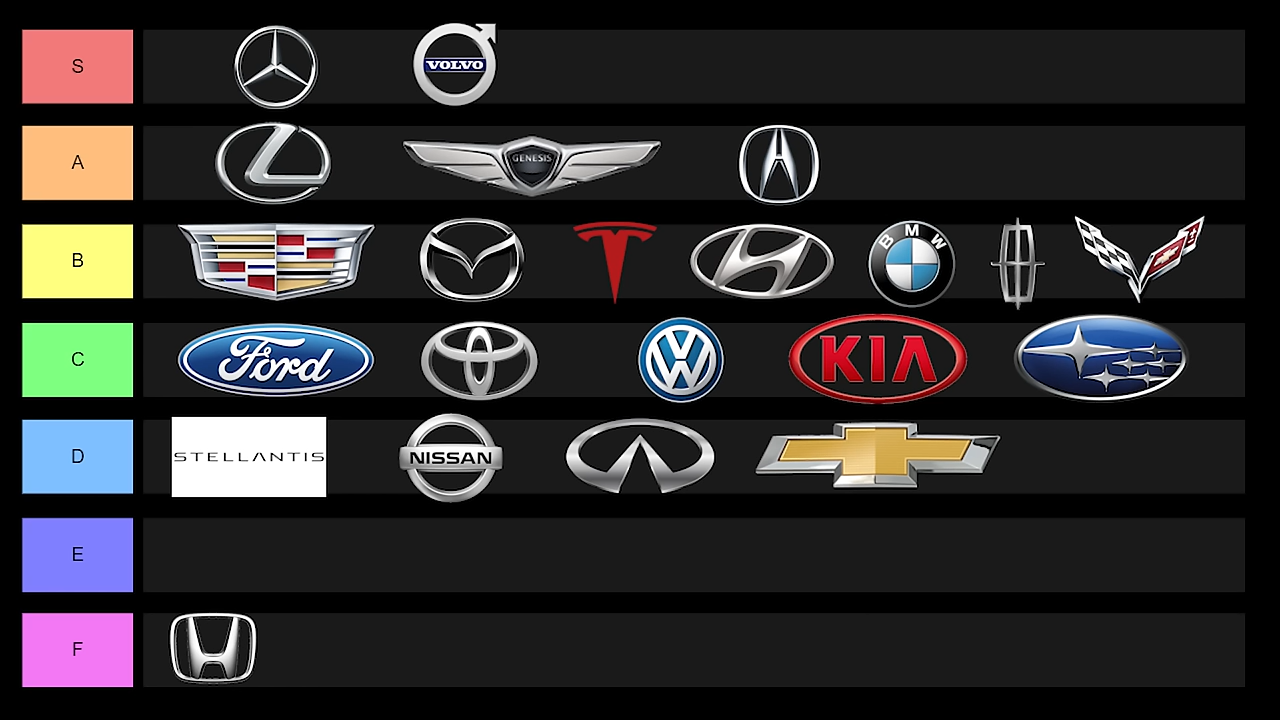 S
VOLVO
A
GENESIS
B
BMW
C
Ford
KIA
D
STELLANTIS
NISSAN
E
F